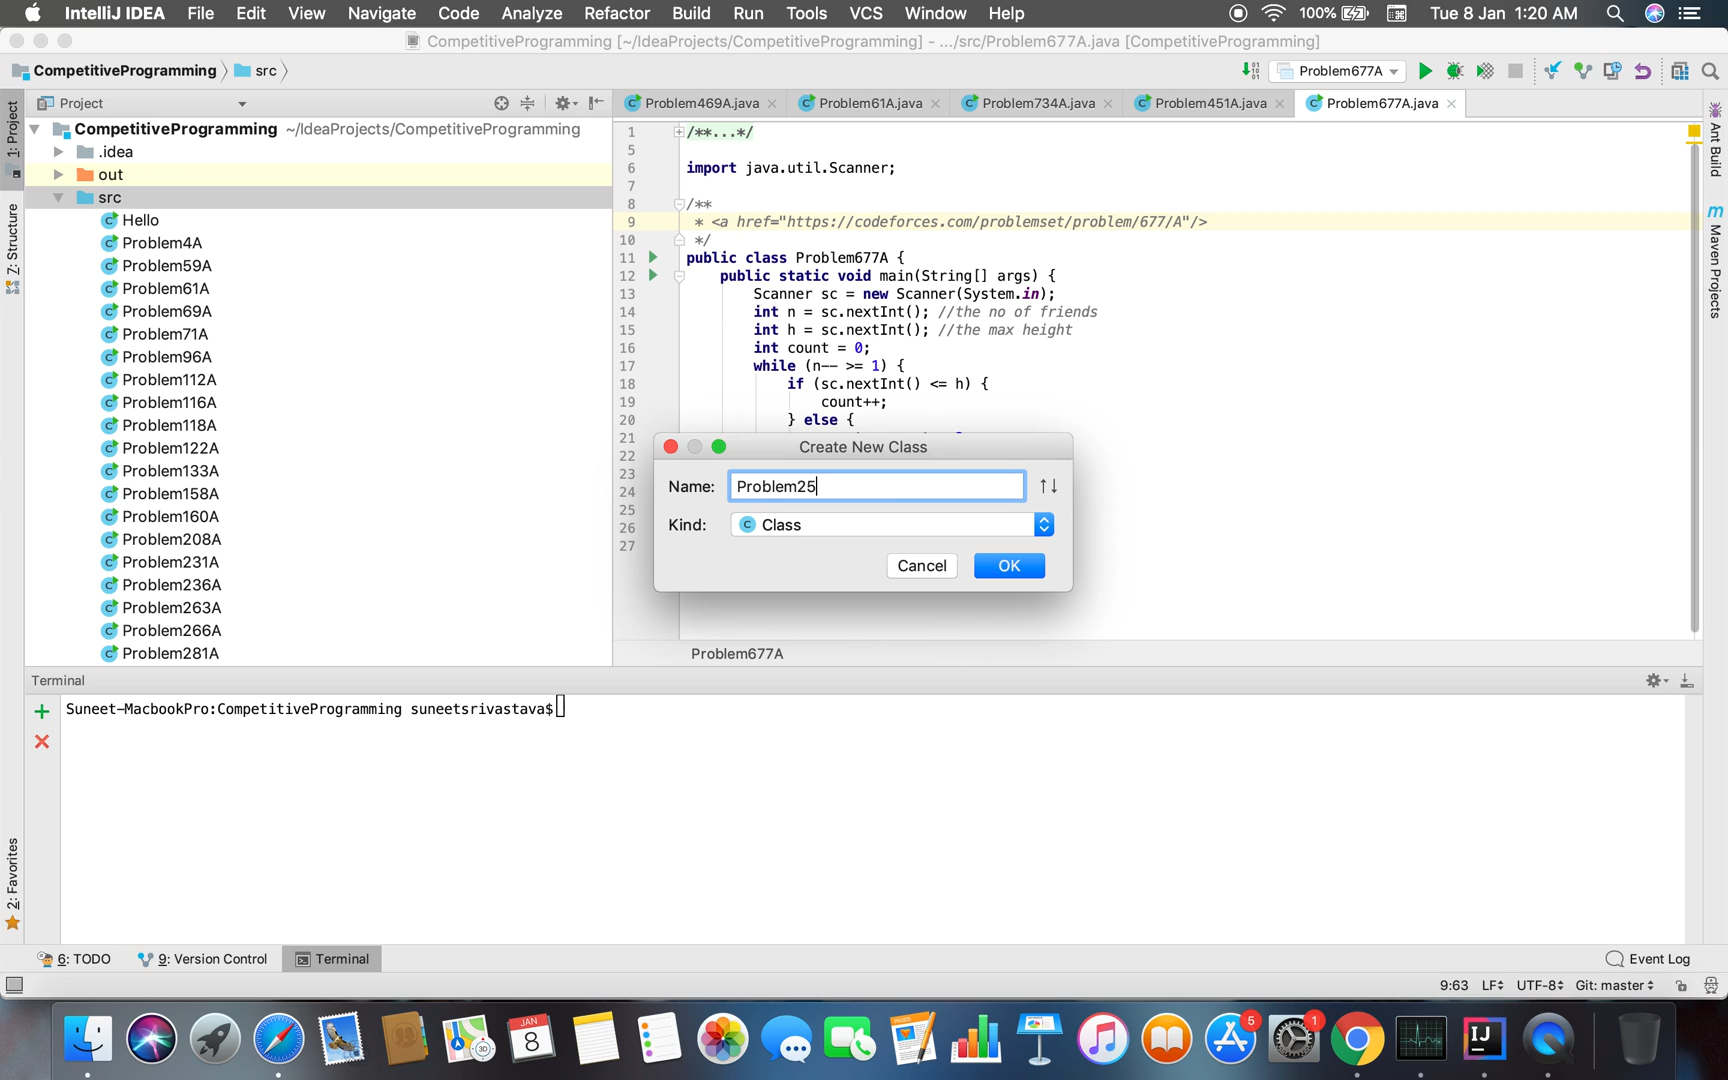 IntelliJ IDEA File Edit View Navigate Code Analyze Refactor Build Run Tools VCS Window Help 100% Tue 8 Jan 1:20 AM
CompetitiveProgramming [~/IdeaProjects/CompetitiveProgramming] - .../src/Problem677A.java [CompetitiveProgramming]
CompetitiveProgramming src Problem677A
Project
Problem469A.java Problem61A.java Problem734A.java Problem451A.java Problem677A.java
1: Project
Z: Structure
2: Favorites
CompetitiveProgramming ~/IdeaProjects/CompetitiveProgramming
.idea
out
src
Hello
Problem4A
Problem59A
Problem61A
Problem69A
Problem71A
Problem96A
Problem112A
Problem116A
Problem118A
Problem122A
Problem133A
Problem158A
Problem160A
Problem208A
Problem231A
Problem236A
Problem263A
Problem266A
Problem281A
1 /**...*/
5
6 import java.util.Scanner;
7
8 /**
9 * <a href="https://codeforces.com/problemset/problem/677/A"/>
10 */
11 public class Problem677A {
12 public static void main(String[] args) {
13 Scanner sc = new Scanner(System.in);
14 int n = sc.nextInt(); //the no of friends
15 int h = sc.nextInt(); //the max height
16 int count = 0;
17 while (n-- >= 1) {
18 if (sc.nextInt() <= h) {
19 count++;
20 } else {
21
22
23
24
25
26
27
Create New Class
Name: Problem25
Kind: C Class
Cancel OK
Problem677A
Ant Build
m Maven Projects
Terminal
Suneet-MacbookPro:CompetitiveProgramming suneetsrivastava$
6: TODO 9: Version Control Terminal Event Log
9:63 LF UTF-8 Git: master
JAN
8
3D
PAGES
5
1
IJ